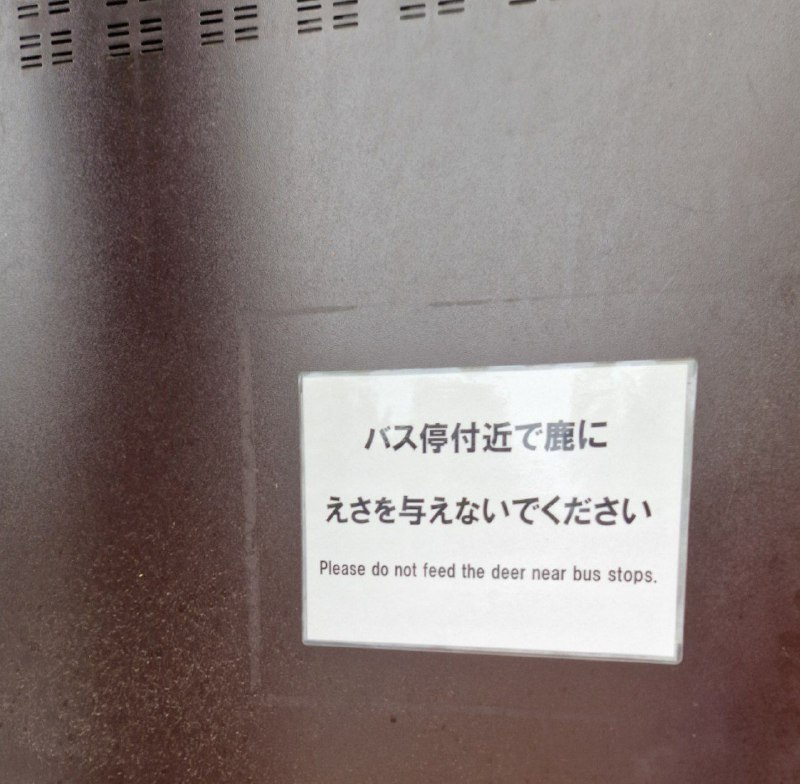 バス停付近で鹿に
えさを与えないでください
Please do not feed the deer near bus stops.